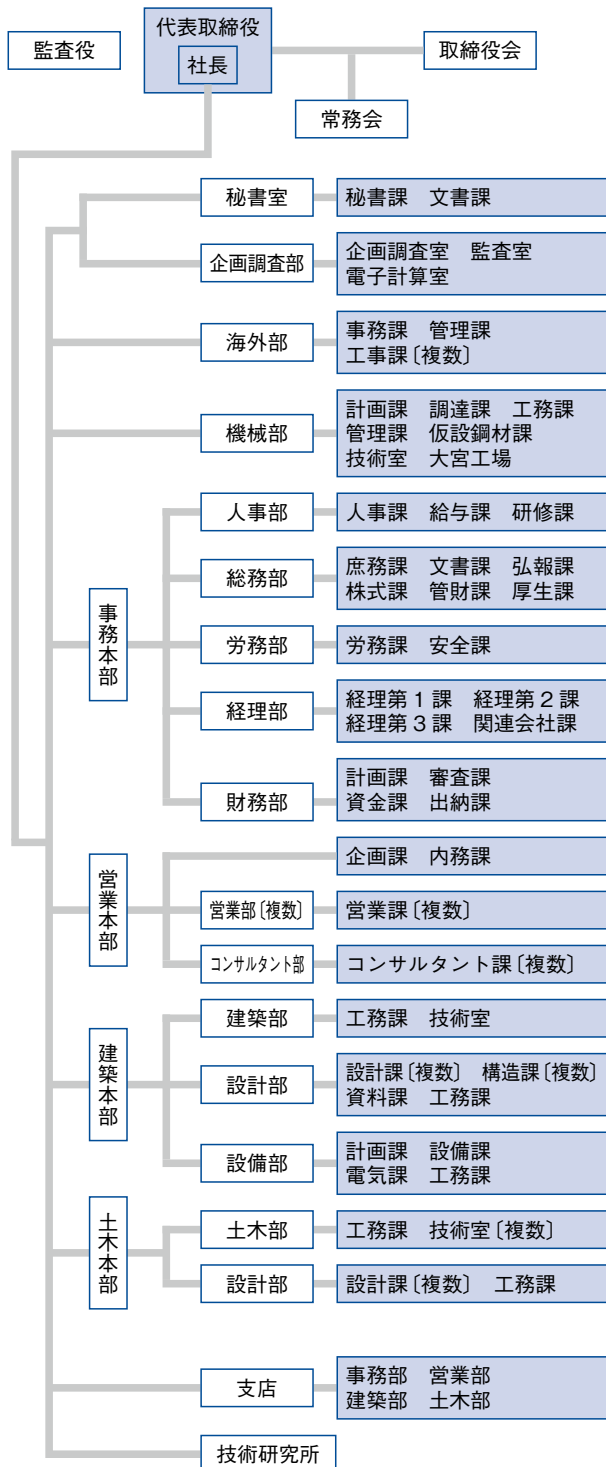 代表取締役
社長
監査役
取締役会
常務会
秘書室
秘書課　文書課
企画調査部
企画調査室　監査室
電子計算室
海外部
事務課　管理課
工事課〔複数〕
機械部
計画課　調達課　工務課
管理課　仮設鋼材課
技術室　大宮工場
事務本部
人事部
人事課　給与課　研修課
総務部
庶務課　文書課　弘報課
株式課　管財課　厚生課
労務部
労務課　安全課
経理部
経理第１課　経理第２課
経理第３課　関連会社課
財務部
計画課　審査課
資金課　出納課
営業本部
企画課　内務課
営業部〔複数〕
営業課〔複数〕
コンサルタント部
コンサルタント課〔複数〕
建築本部
建築部
工務課　技術室
設計部
設計課〔複数〕　構造課〔複数〕
資料課　工務課
設備部
計画課　設備課
電気課　工務課
土木本部
土木部
工務課　技術室〔複数〕
設計部
設計課〔複数〕　工務課
支店
事務部　営業部
建築部　土木部
技術研究所